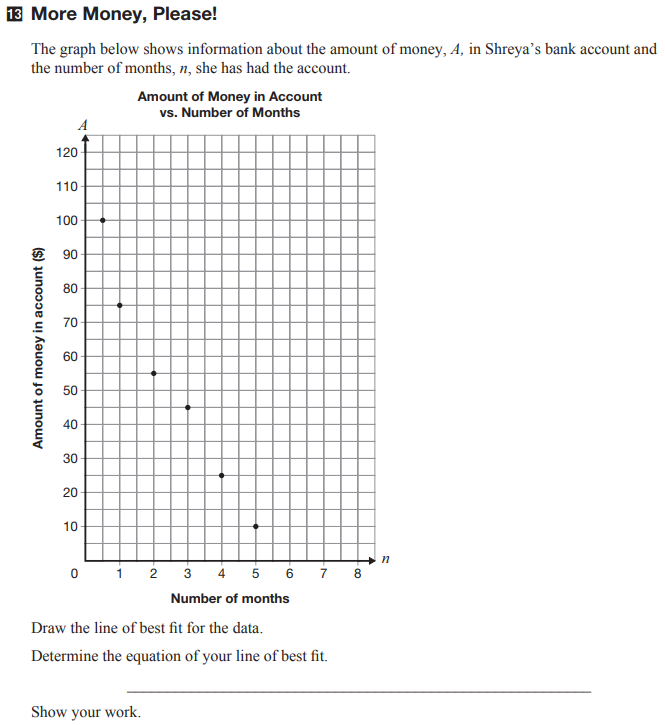 13 More Money, Please!
The graph below shows information about the amount of money, A, in Shreya’s bank account and
the number of months, n, she has had the account.
Amount of Money in Account
vs. Number of Months
A
120
110
100
90
80
70
60
50
40
30
20
10
Amount of money in account ($)
n
0 1 2 3 4 5 6 7 8
Number of months
Draw the line of best fit for the data.
Determine the equation of your line of best fit.
Show your work.